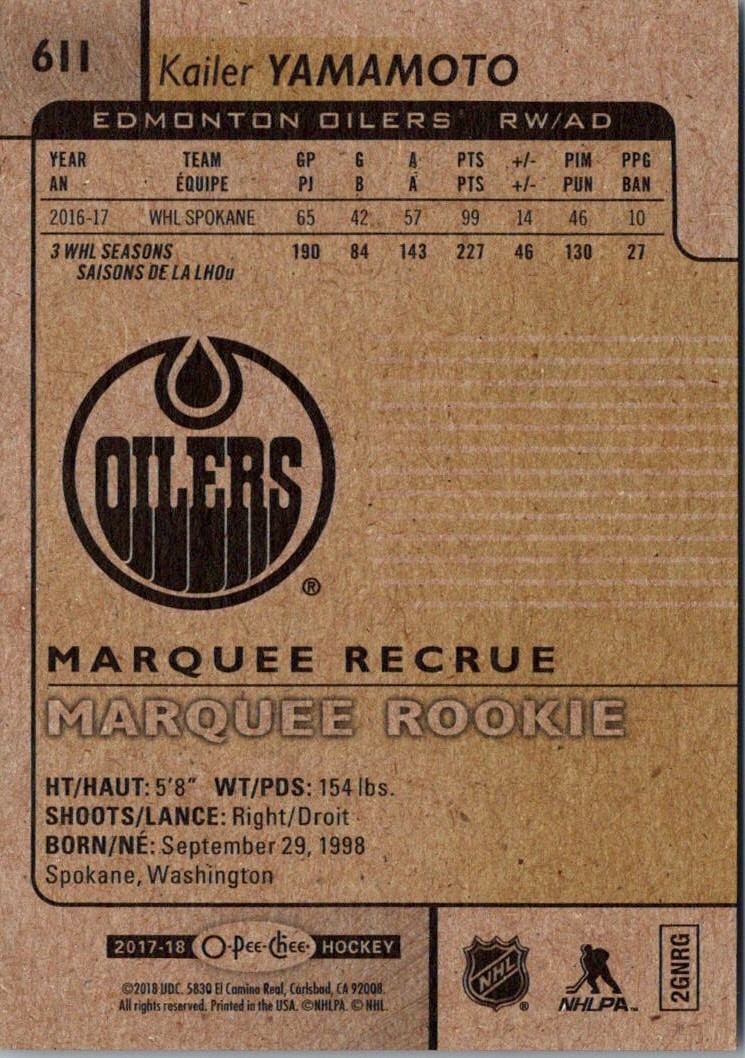 611
Kailer YAMAMOTO
EDMONTON OILERS RW/AD
YEAR TEAM GP G A PTS +/- PIM PPG
AN ÉQUIPE PJ B A PTS +/- PUN BAN
2016-17 WHL SPOKANE 65 42 57 99 14 46 10
3 WHL SEASONS 190 84 143 227 46 130 27
SAISONS DE LA LHOu
OILERS
®
MARQUEE RECRUE
MARQUEE ROOKIE
HT/HAUT: 5'8" WT/PDS: 154 lbs.
SHOOTS/LANCE: Right/Droit
BORN/NÉ: September 29, 1998
Spokane, Washington
2017-18 O-Pee-Chee HOCKEY
©2018 UDC. 5830 El Camino Real, Carlsbad, CA 92008.
All rights reserved. Printed in the USA. ©NHLPA. © NHL.
NHL ®
NHLPA™
2GNRG